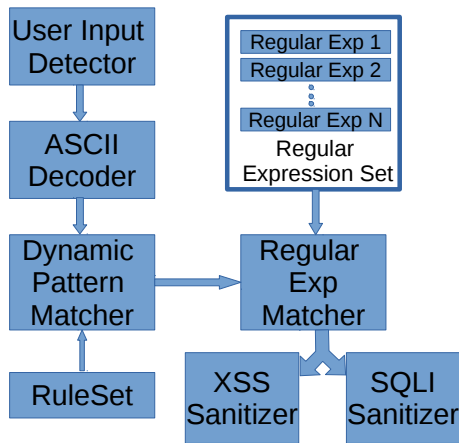 User Input
Detector
ASCII
Decoder
Dynamic
Pattern
Matcher
RuleSet
Regular Exp 1
Regular Exp 2
Regular Exp N
Regular
Expression Set
Regular
Exp
Matcher
XSS
Sanitizer
SQLI
Sanitizer